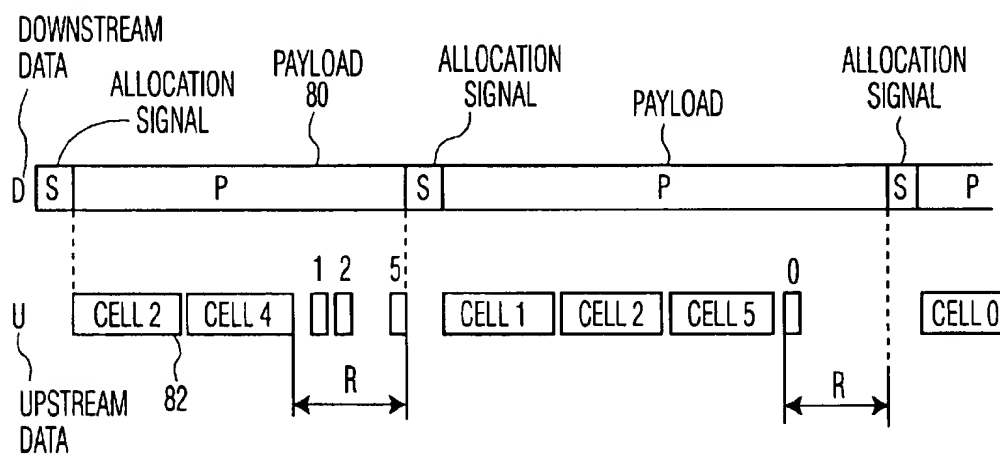 DOWNSTREAM
DATA
ALLOCATION
SIGNAL
PAYLOAD
80
ALLOCATION
SIGNAL
PAYLOAD
ALLOCATION
SIGNAL
D S P S P S P
1 2 5 0
U CELL 2 CELL 4 CELL 1 CELL 2 CELL 5 CELL 0
R R
82
UPSTREAM
DATA